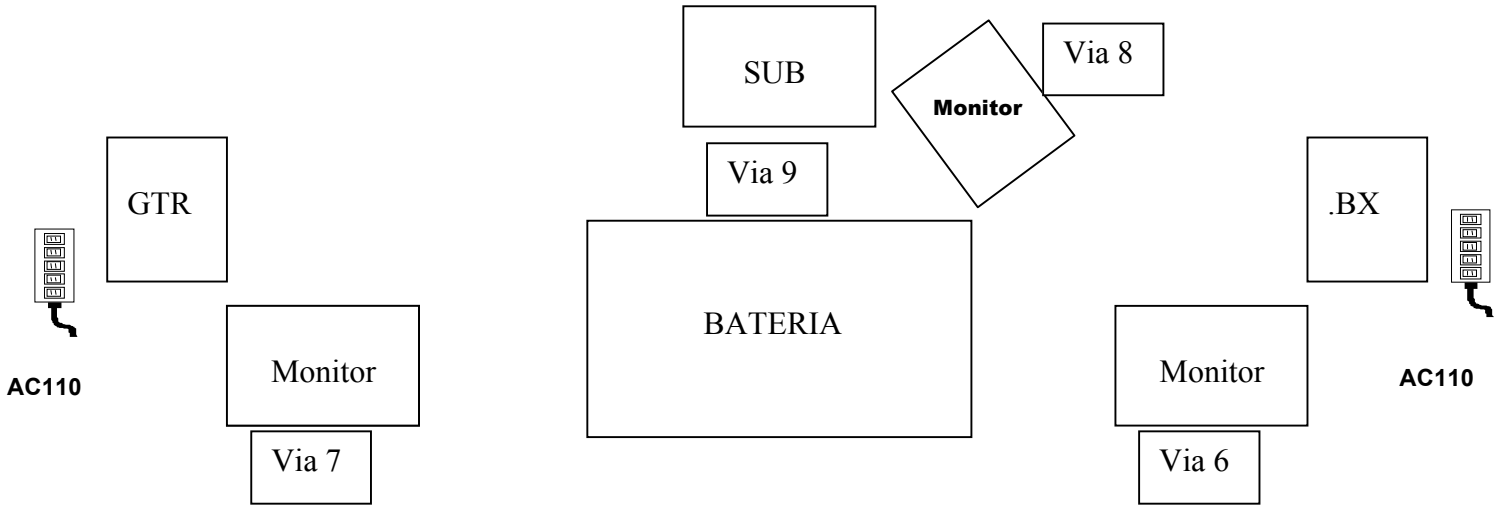 SUB
Via 8
Monitor
Via 9
GTR
.BX
BATERIA
Monitor
Monitor
AC110
AC110
Via 7
Via 6